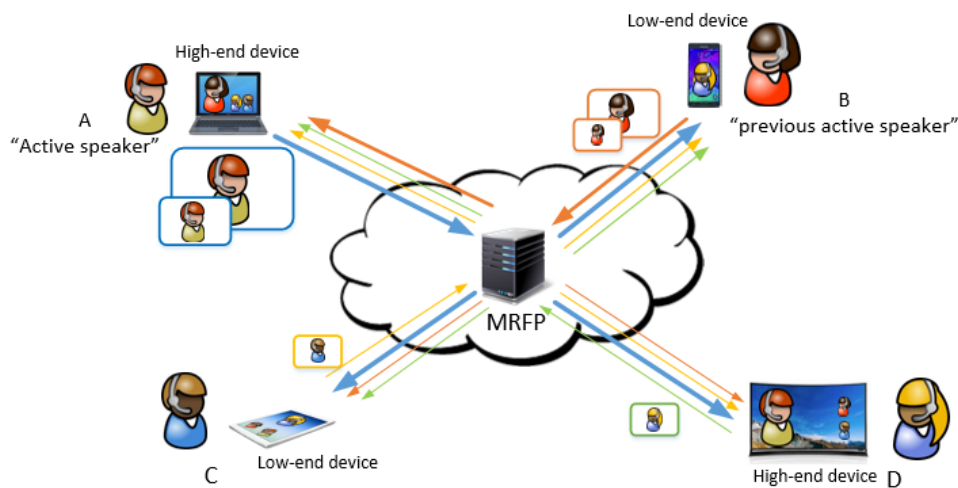 Low-end device
High-end device
A
"Active speaker"
B
"previous active speaker"
MRFP
C
Low-end device
High-end device
D